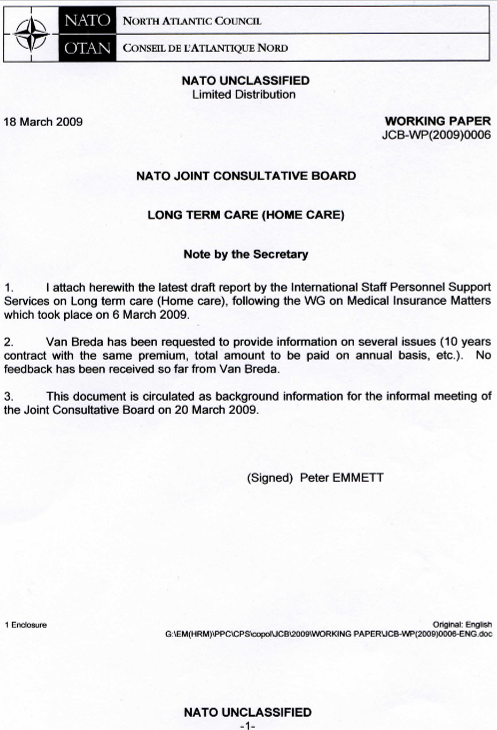 NATO NORTH ATLANTIC COUNCIL
OTAN CONSEIL DE L'ATLANTIQUE NORD
NATO UNCLASSIFIED
Limited Distribution
18 March 2009 WORKING PAPER
JCB-WP(2009)0006
NATO JOINT CONSULTATIVE BOARD
LONG TERM CARE (HOME CARE)
Note by the Secretary
1. I attach herewith the latest draft report by the International Staff Personnel Support
Services on Long term care (Home care), following the WG on Medical Insurance Matters
which took place on 6 March 2009.
2. Van Breda has been requested to provide information on several issues (10 years
contract with the same premium, total amount to be paid on annual basis, etc.). No
feedback has been received so far from Van Breda.
3. This document is circulated as background information for the informal meeting of
the Joint Consultative Board on 20 March 2009.
(Signed) Peter EMMETT
1 Enclosure Original: English
G:\EM(HRM)\PPC\CPS\copol\JCB\2009\WORKING PAPER\JCB-WP(2009)0006-ENG.doc
NATO UNCLASSIFIED
-1-